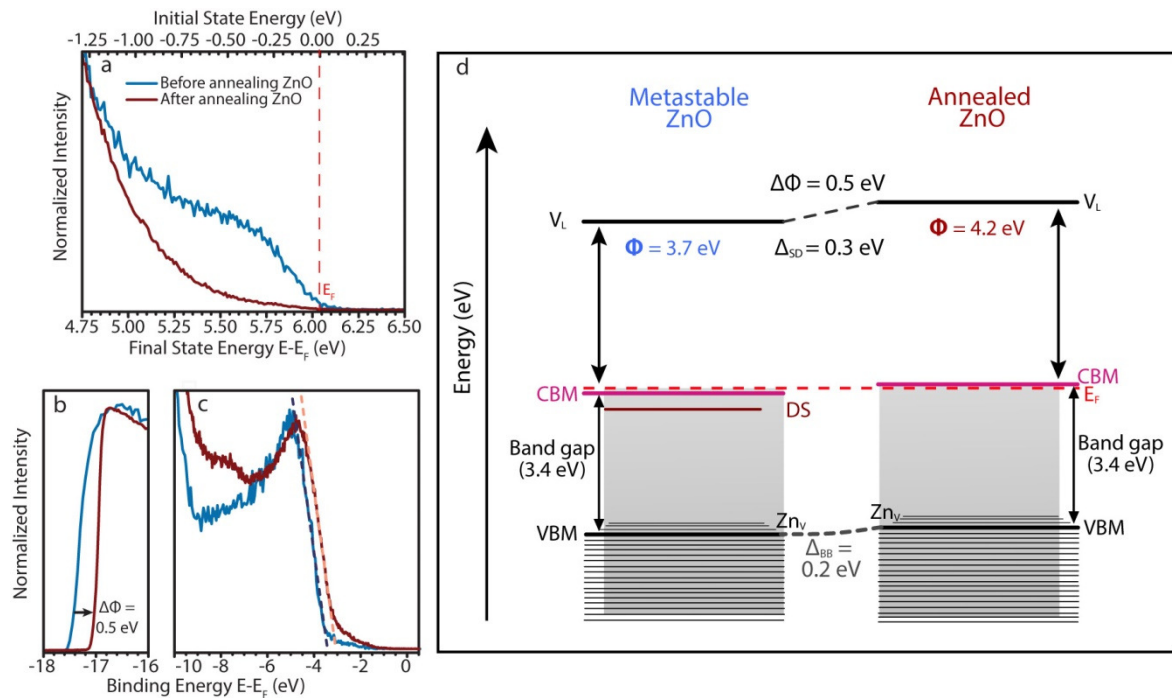 Initial State Energy (eV)
-1.25 -1.00 -0.75 -0.50 -0.25 0.00 0.25
a
Before annealing ZnO
After annealing ZnO
Normalized Intensity
E_F
4.75 5.00 5.25 5.50 5.75 6.00 6.25 6.50
Final State Energy E-E_F (eV)
b
ΔΦ =
0.5 eV
-18 -17 -16
c
Normalized Intensity
-10 -8 -6 -4 -2 0
Binding Energy E-E_F (eV)
d
Metastable
ZnO
Annealed
ZnO
Energy (eV)
ΔΦ = 0.5 eV
V_L
V_L
Φ = 3.7 eV
Δ_SD = 0.3 eV
Φ = 4.2 eV
CBM
CBM
E_F
DS
Band gap
(3.4 eV)
Band gap
(3.4 eV)
Zn_V
Zn_V
VBM
VBM
Δ_BB =
0.2 eV